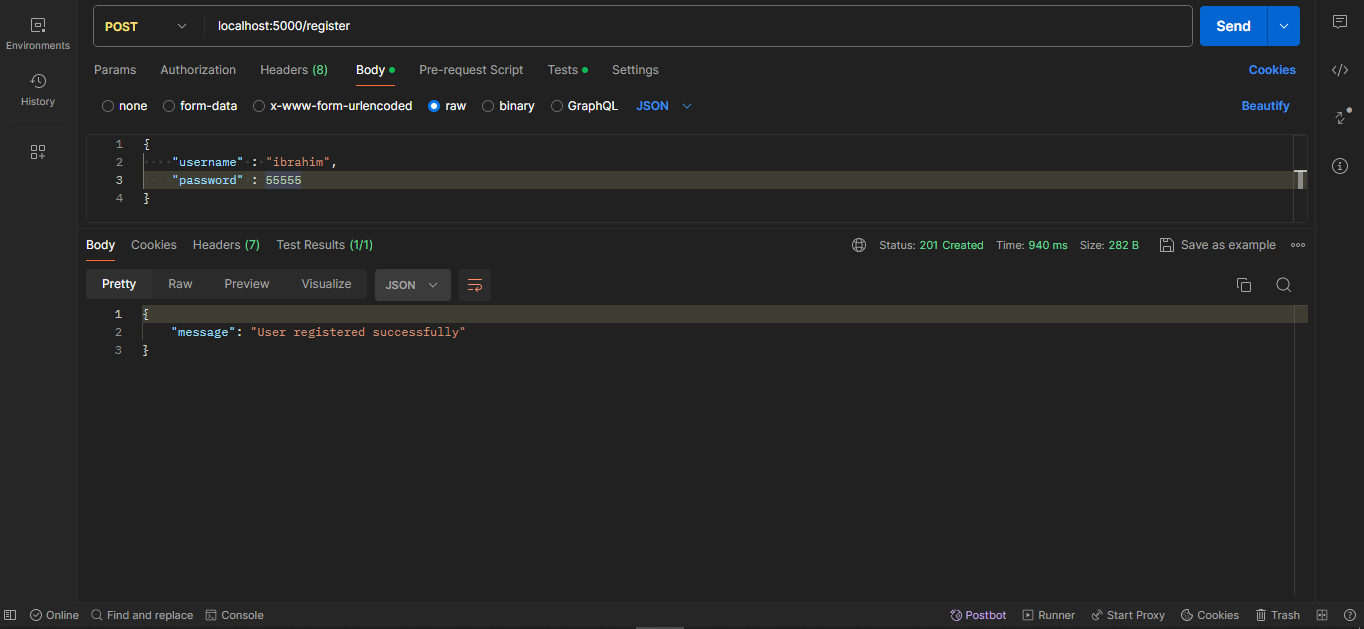 POST localhost:5000/register Send
Environments
History
Params Authorization Headers (8) Body Pre-request Script Tests Settings Cookies
none form-data x-www-form-urlencoded raw binary GraphQL JSON Beautify
1 {
2 "username" : "ibrahim",
3 "password" : 55555
4 }
Body Cookies Headers (7) Test Results (1/1) Status: 201 Created Time: 940 ms Size: 282 B Save as example
Pretty Raw Preview Visualize JSON
1 {
2 "message": "User registered successfully"
3 }
Online Find and replace Console Postbot Runner Start Proxy Cookies Trash